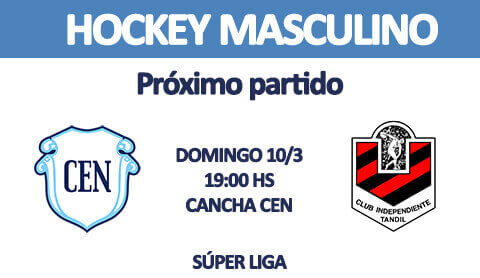 HOCKEY MASCULINO
Próximo partido
CEN
DOMINGO 10/3
19:00 HS
CANCHA CEN
CLUB INDEPENDIENTE
TANDIL
SÚPER LIGA